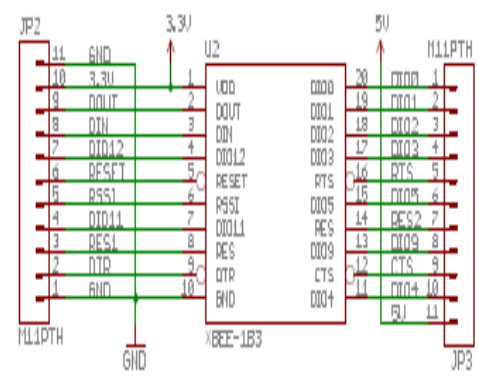 JP2
3.3V
5V
U2
M11PTH
11 GND
10 3.3V
9 DOUT
8 DIN
7 DIO12
6 RESET
5 RSSI
4 DIO11
3 RES1
2 DTR
1 GND
1 VDD
2 DOUT
3 DIN
4 DIO12
5 RESET
6 RSSI
7 DIO11
8 RES
9 DTR
10 GND
DIO0 20
DIO1 19
DIO2 18
DIO3 17
RTS 16
DIO5 15
RES 14
DIO9 13
CTS 12
DIO4 11
DIO0 1
DIO1 2
DIO2 3
DIO3 4
RTS 5
DIO5 6
RES2 7
DIO9 8
CTS 9
DIO4 10
5V 11
M11PTH
XBEE-1B3
GND
JP3